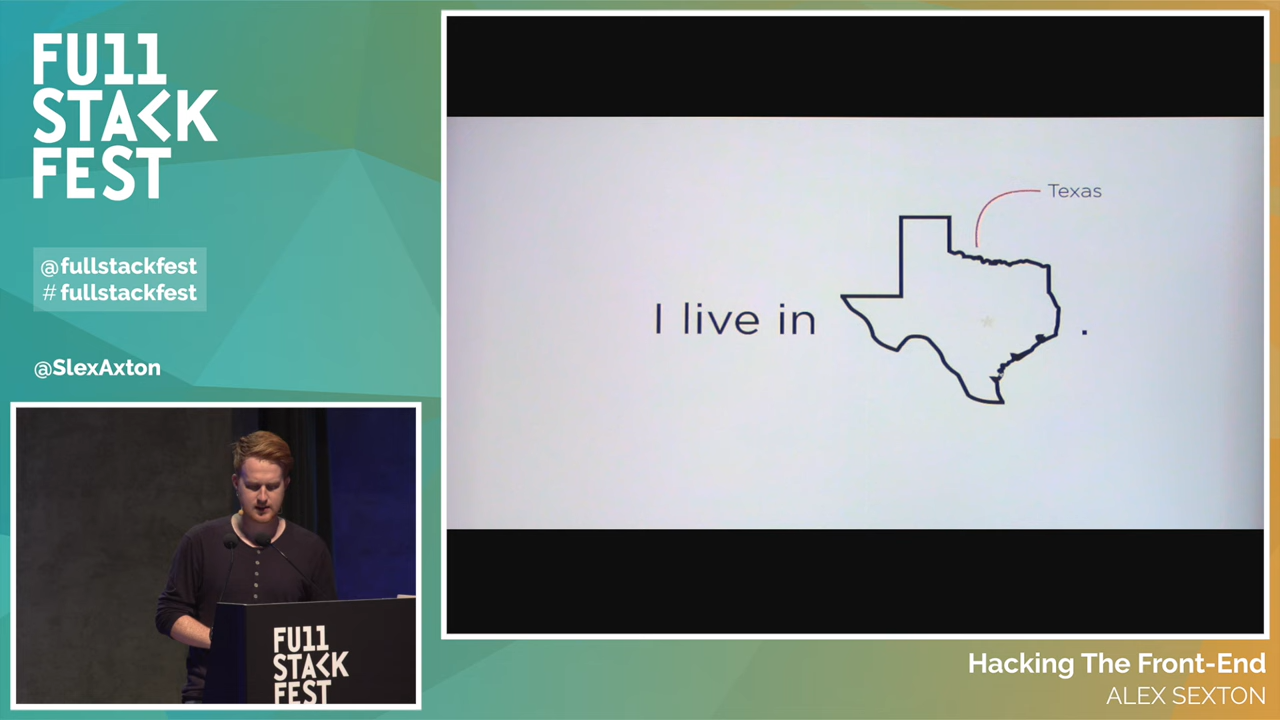 FU11
STACK
FEST
@fullstackfest
# fullstackfest
@SlexAxton
Texas
I live in .
FU11
STACK
FEST
Hacking The Front-End
ALEX SEXTON